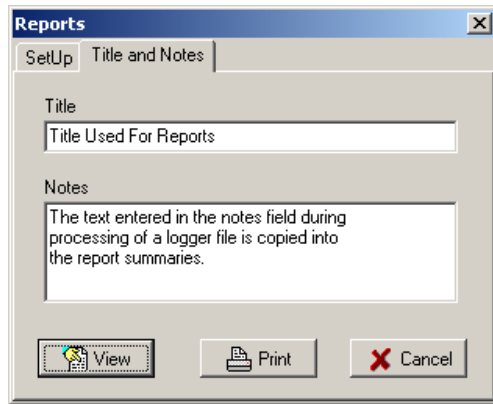 Reports
SetUp Title and Notes
Title
Title Used For Reports
Notes
The text entered in the notes field during
processing of a logger file is copied into
the report summaries.
View Print Cancel